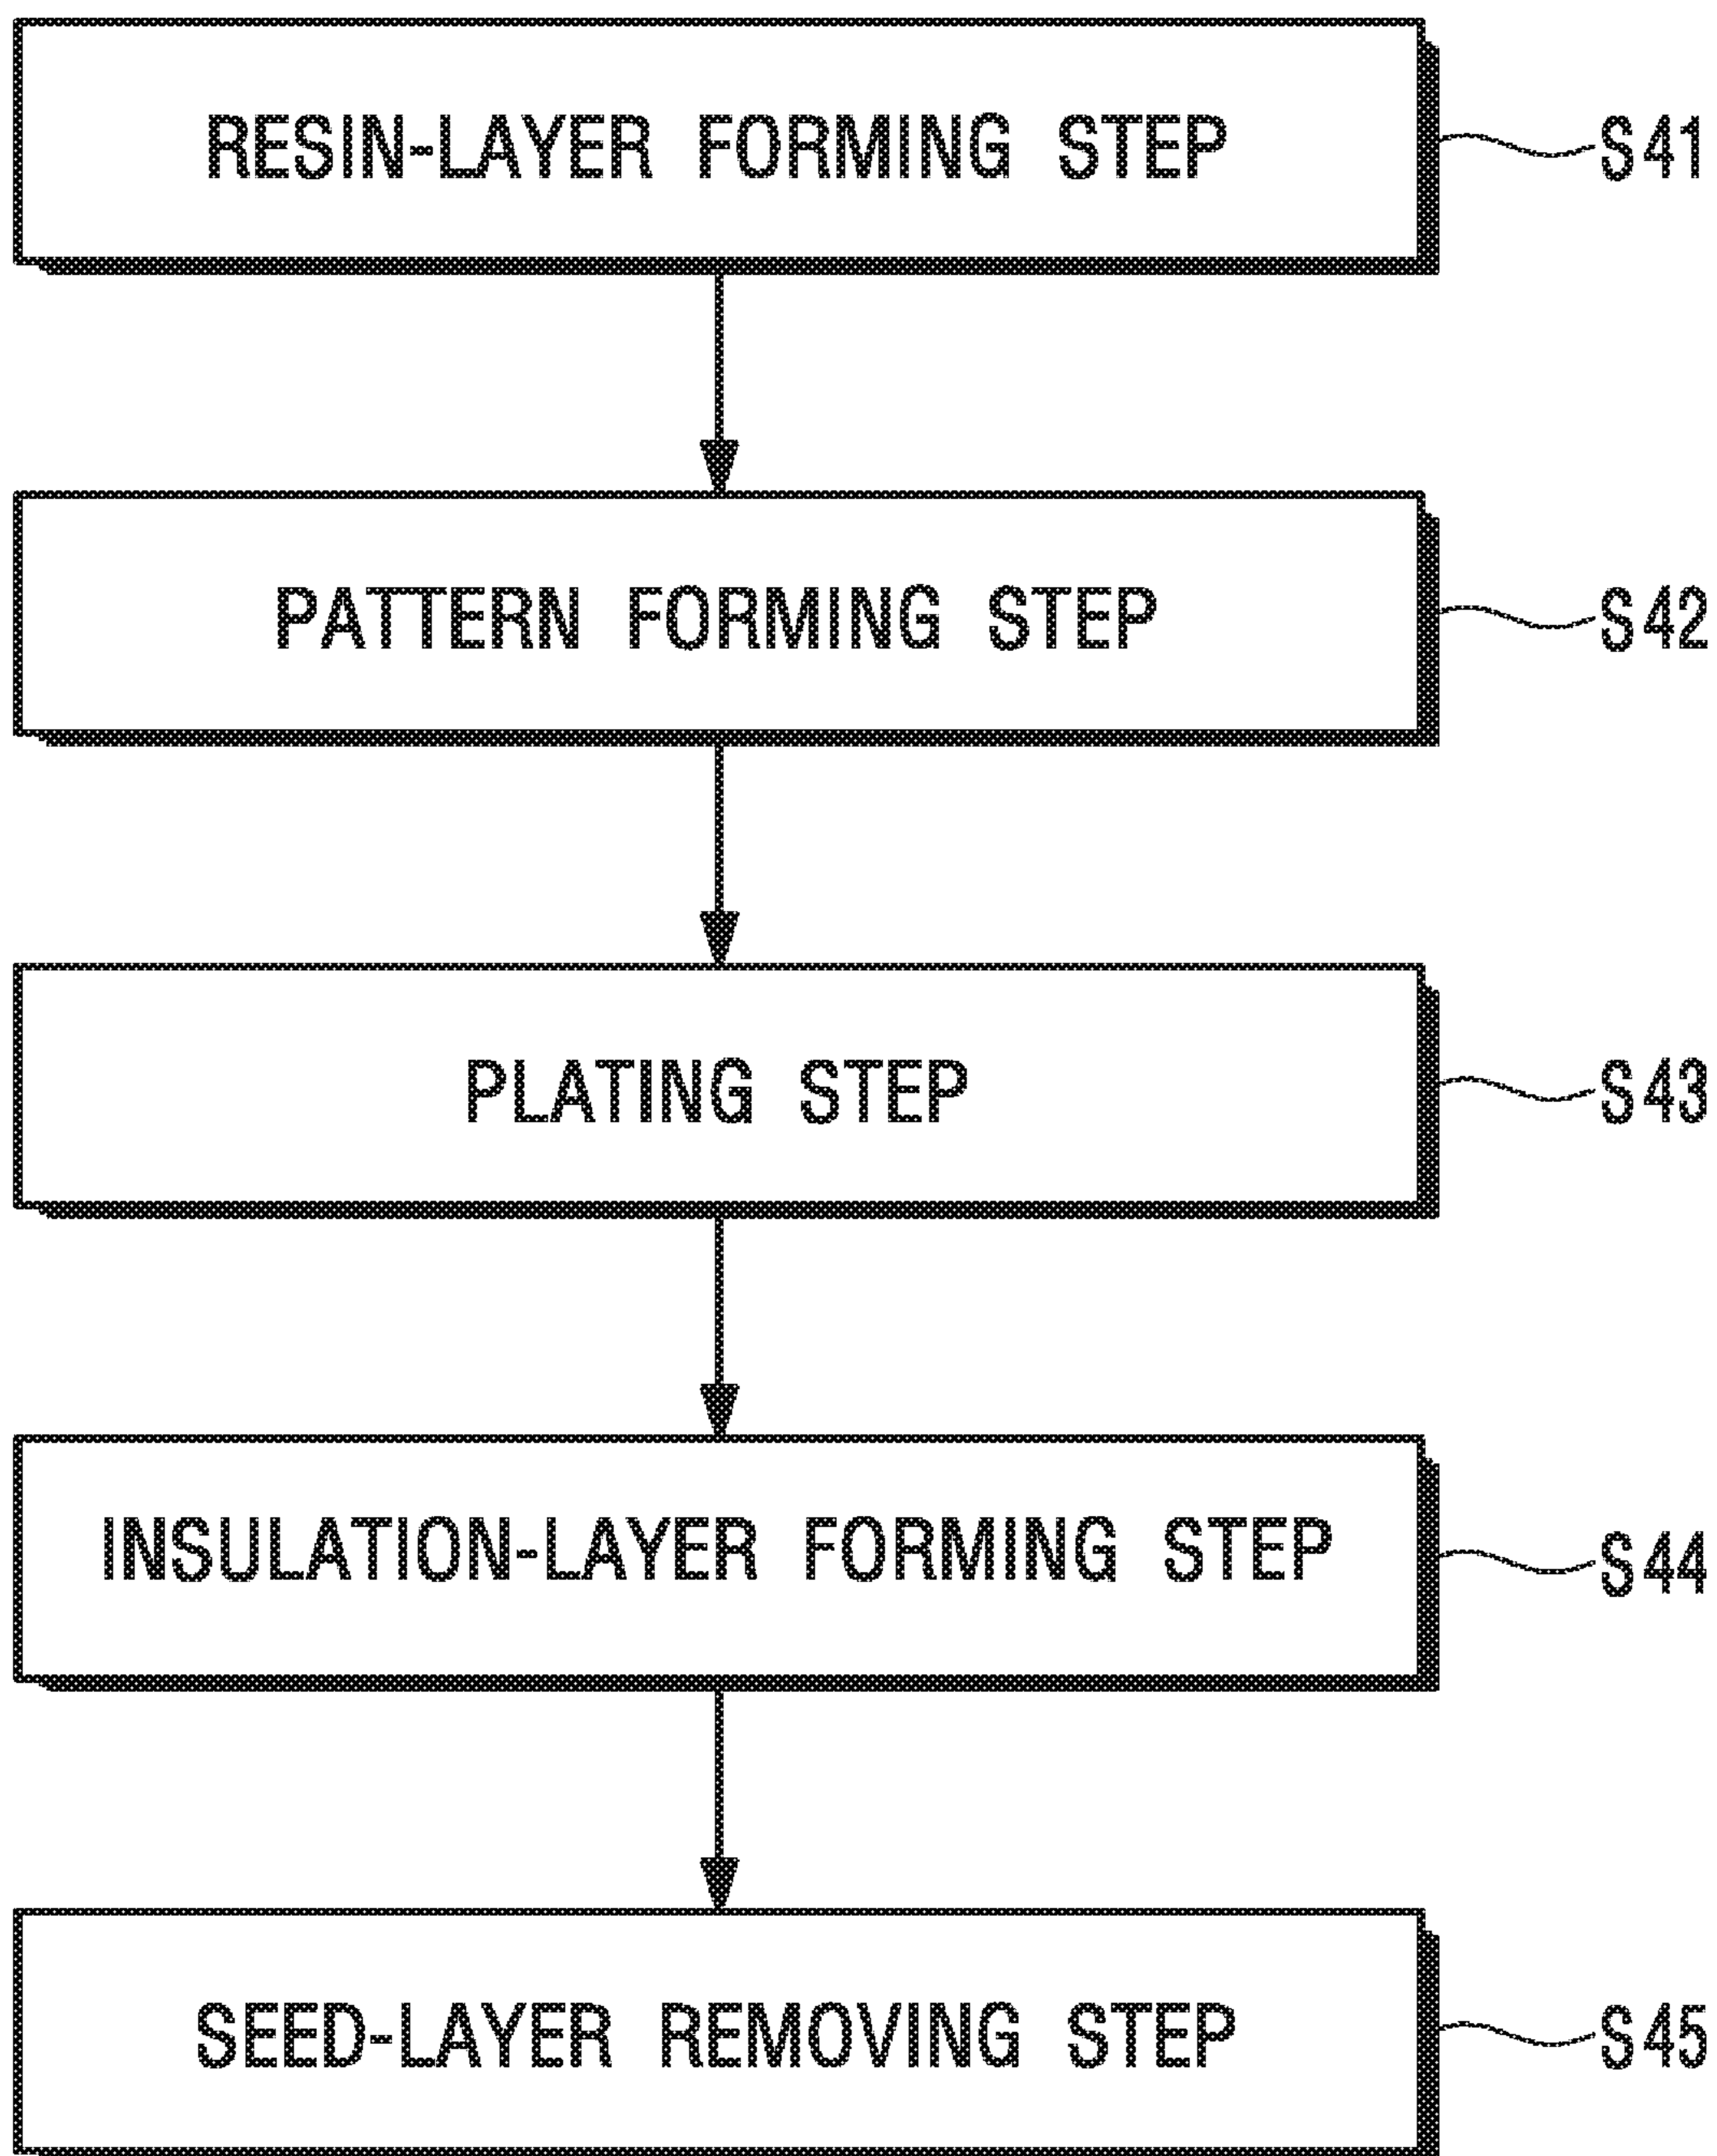 RESIN-LAYER FORMING STEP S41
PATTERN FORMING STEP S42
PLATING STEP S43
INSULATION-LAYER FORMING STEP S44
SEED-LAYER REMOVING STEP S45